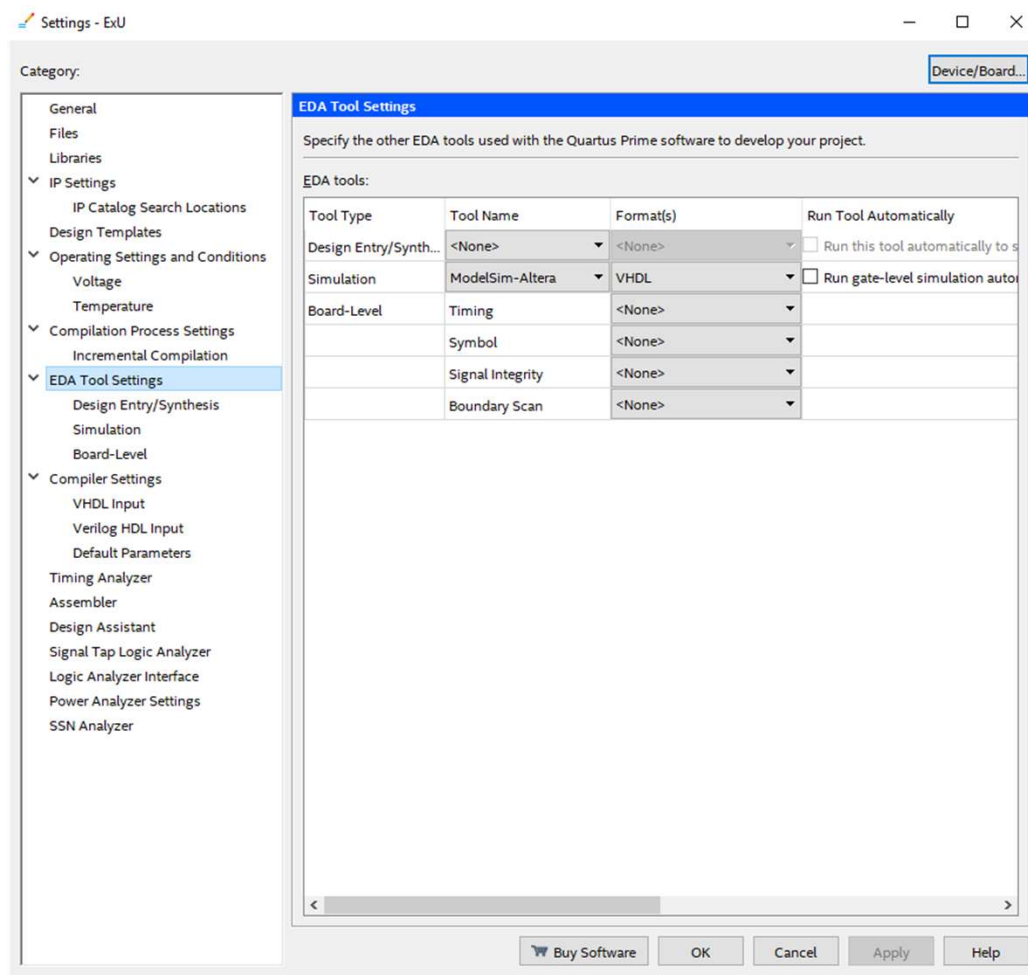 Settings - ExU
Category:
Device/Board...
General
Files
Libraries
IP Settings
IP Catalog Search Locations
Design Templates
Operating Settings and Conditions
Voltage
Temperature
Compilation Process Settings
Incremental Compilation
EDA Tool Settings
Design Entry/Synthesis
Simulation
Board-Level
Compiler Settings
VHDL Input
Verilog HDL Input
Default Parameters
Timing Analyzer
Assembler
Design Assistant
Signal Tap Logic Analyzer
Logic Analyzer Interface
Power Analyzer Settings
SSN Analyzer
EDA Tool Settings
Specify the other EDA tools used with the Quartus Prime software to develop your project.
EDA tools:
Tool Type Tool Name Format(s) Run Tool Automatically
Design Entry/Synth... <None> <None> Run this tool automatically to s
Simulation ModelSim-Altera VHDL Run gate-level simulation autor
Board-Level Timing <None>
Symbol <None>
Signal Integrity <None>
Boundary Scan <None>
Buy Software OK Cancel Apply Help